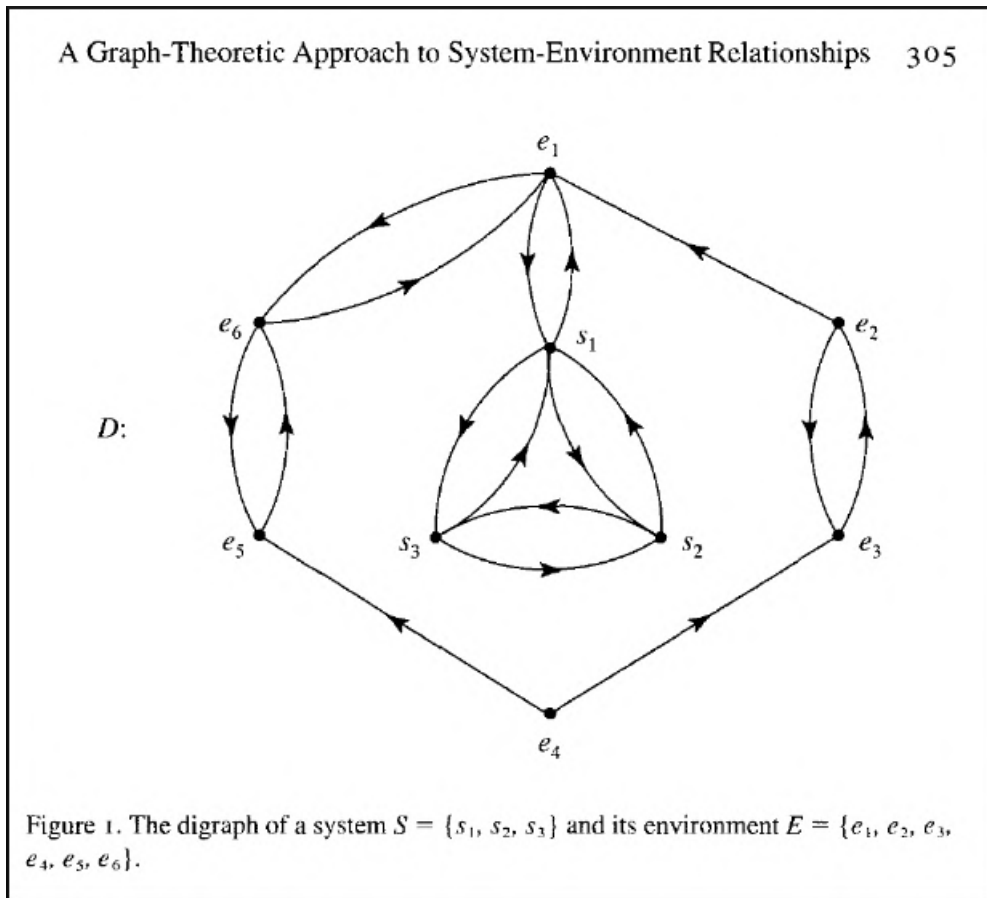 A Graph-Theoretic Approach to System-Environment Relationships 305
e₁
e₆
s₁
e₂
D:
e₅
s₃
s₂
e₃
e₄
Figure 1. The digraph of a system S = {s₁, s₂, s₃} and its environment E = {e₁, e₂, e₃,
e₄, e₅, e₆}.